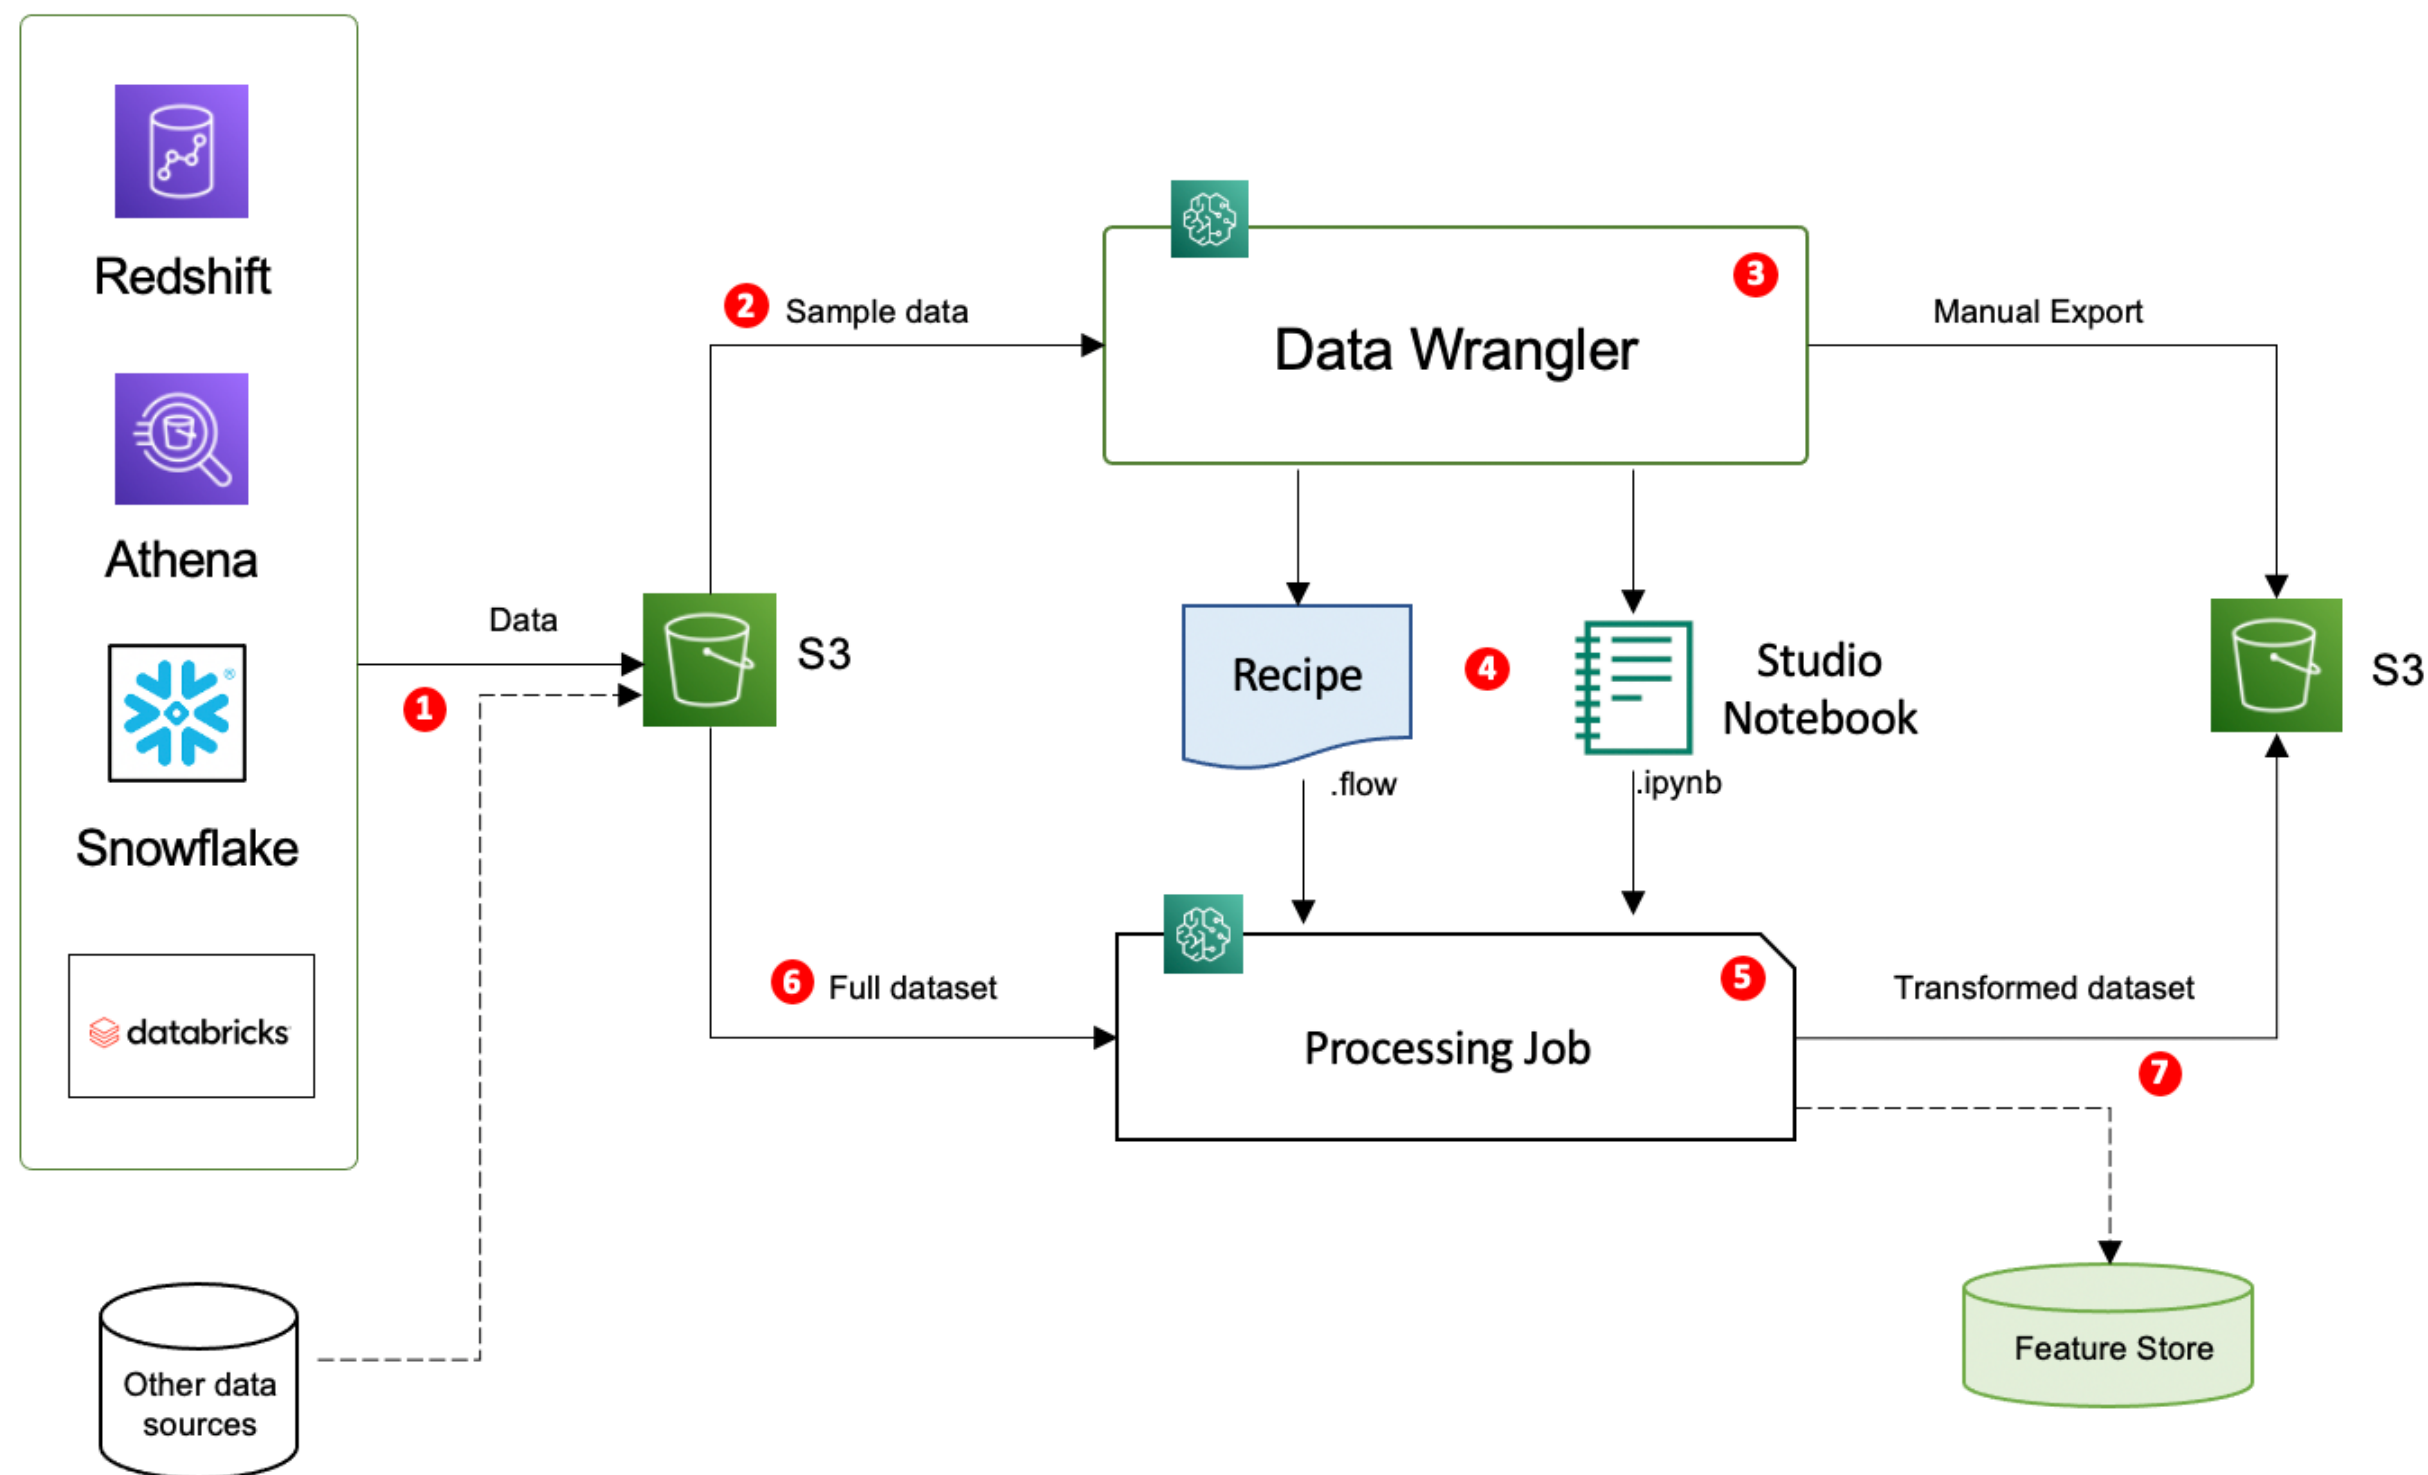 Redshift
Athena
Snowflake
®
databricks
Other data
sources
Data
1
S3
2 Sample data
6 Full dataset
3
Data Wrangler
Manual Export
Recipe
.flow
4
Studio
Notebook
.ipynb
5
Processing Job
S3
Transformed dataset
7
Feature Store